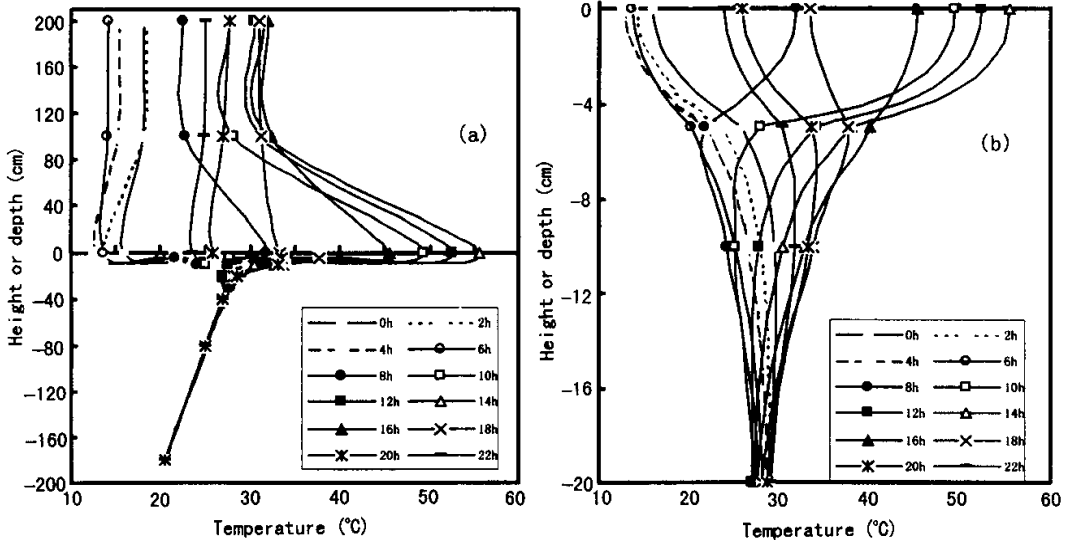 (a)
Height or depth (cm)
200
160
120
80
40
0
-40
-80
-120
-160
-200
0h 2h
4h 6h
8h 10h
12h 14h
16h 18h
20h 22h
10 20 30 40 50 60
Temperature (℃)
(b)
Height or depth (cm)
0
-4
-8
-12
-16
-20
0h 2h
4h 6h
8h 10h
12h 14h
16h 18h
20h 22h
10 20 30 40 50 60
Temperature (℃)